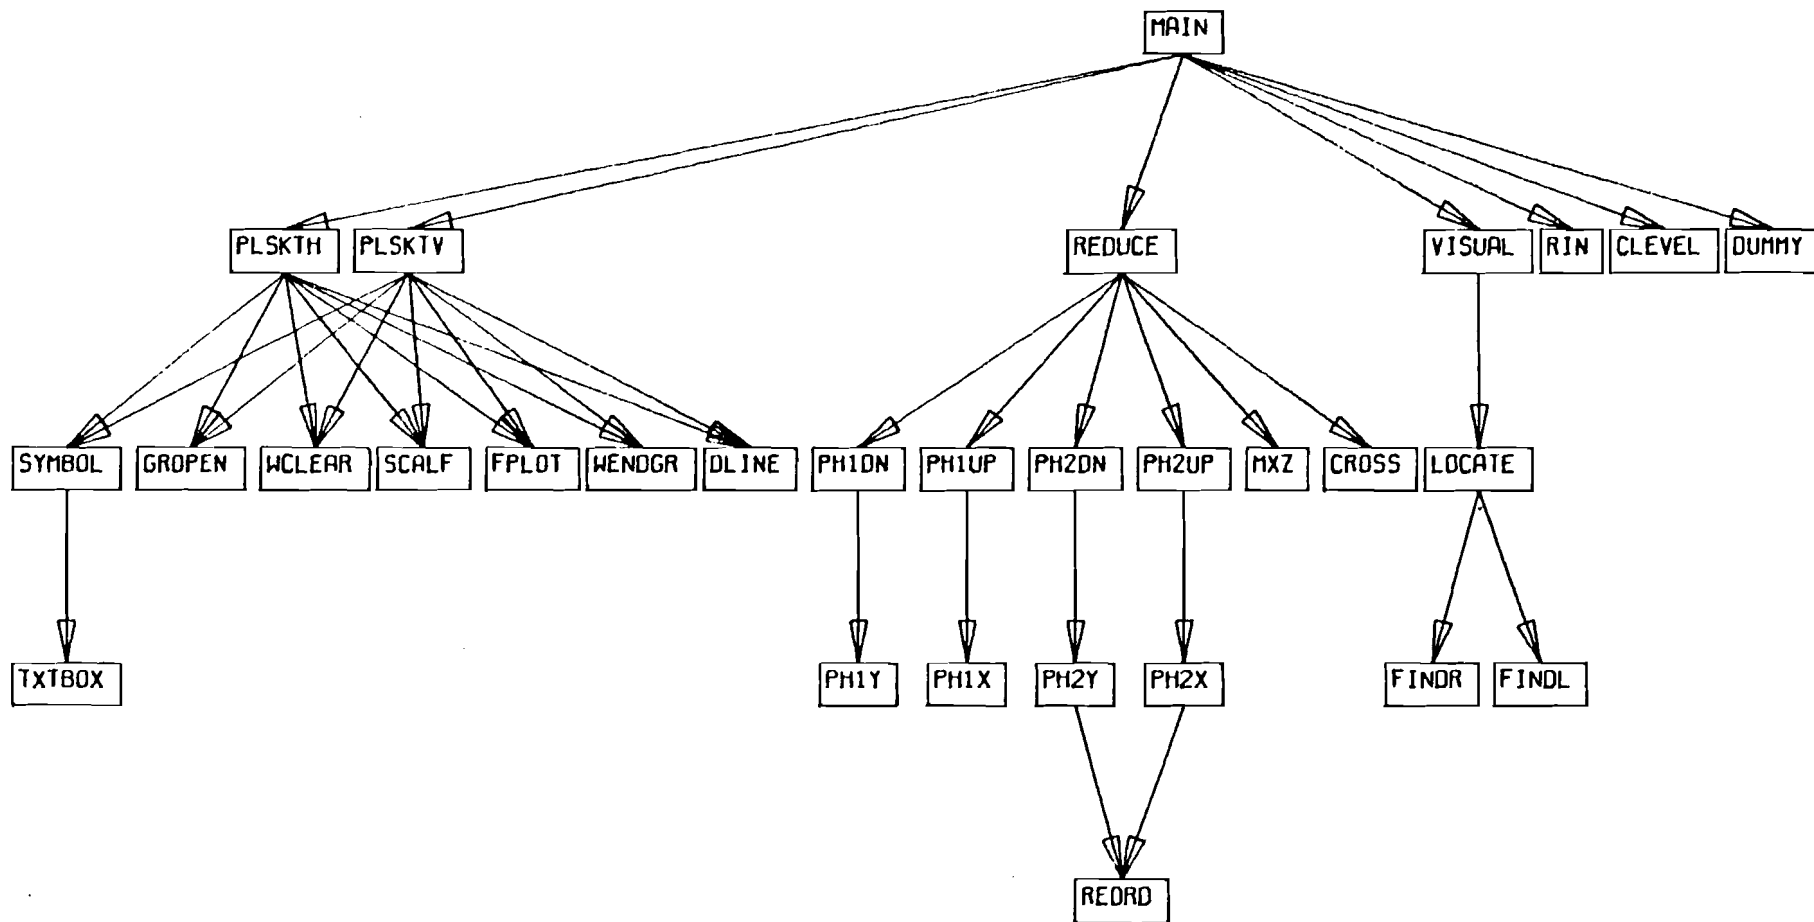 MAIN
PLSKTH PLSKTV REDUCE VISUAL RIN CLEVEL DUMMY
SYMBOL GROPEN WCLEAR SCALF FPLOT WENDGR DLINE PH1DN PH1UP PH2DN PH2UP MXZ CROSS LOCATE
TXTBOX PH1Y PH1X PH2Y PH2X FINDR FINDL
REORD